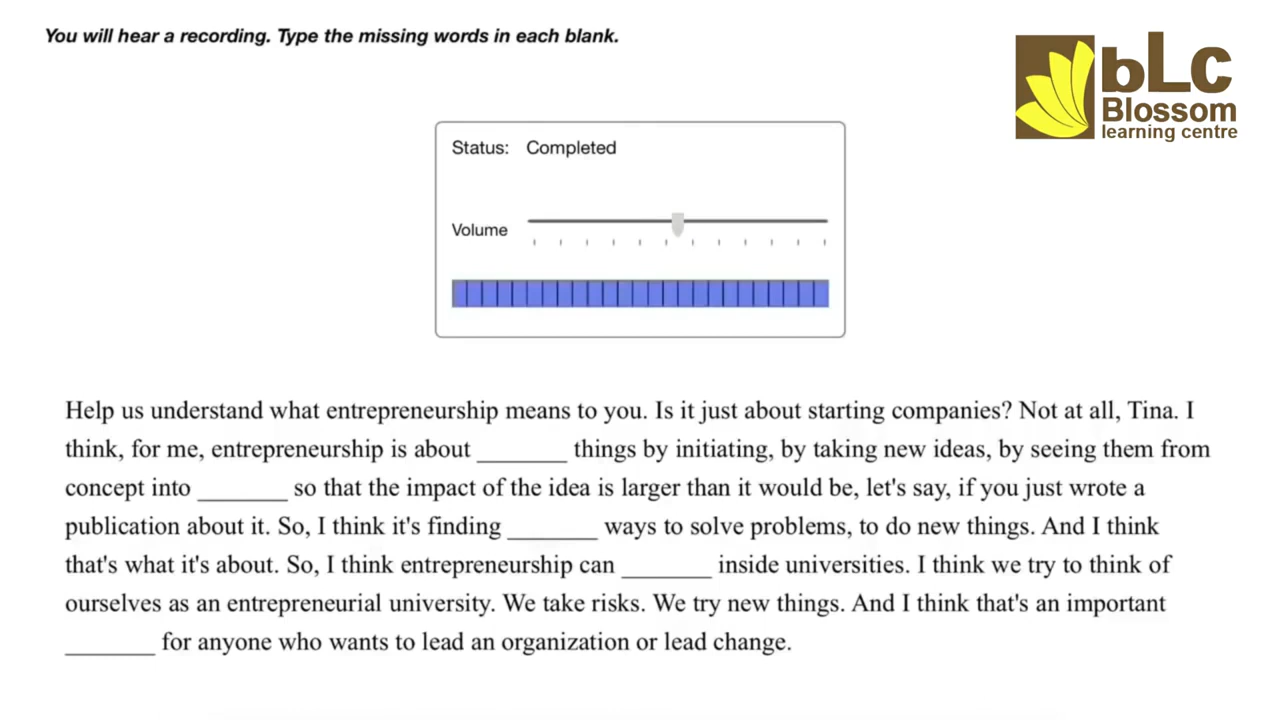 You will hear a recording. Type the missing words in each blank.
bLc
Blossom
learning centre
Status: Completed
Volume
Help us understand what entrepreneurship means to you. Is it just about starting companies? Not at all, Tina. I
think, for me, entrepreneurship is about _______ things by initiating, by taking new ideas, by seeing them from
concept into _______ so that the impact of the idea is larger than it would be, let's say, if you just wrote a
publication about it. So, I think it's finding _______ ways to solve problems, to do new things. And I think
that's what it's about. So, I think entrepreneurship can _______ inside universities. I think we try to think of
ourselves as an entrepreneurial university. We take risks. We try new things. And I think that's an important
_______ for anyone who wants to lead an organization or lead change.